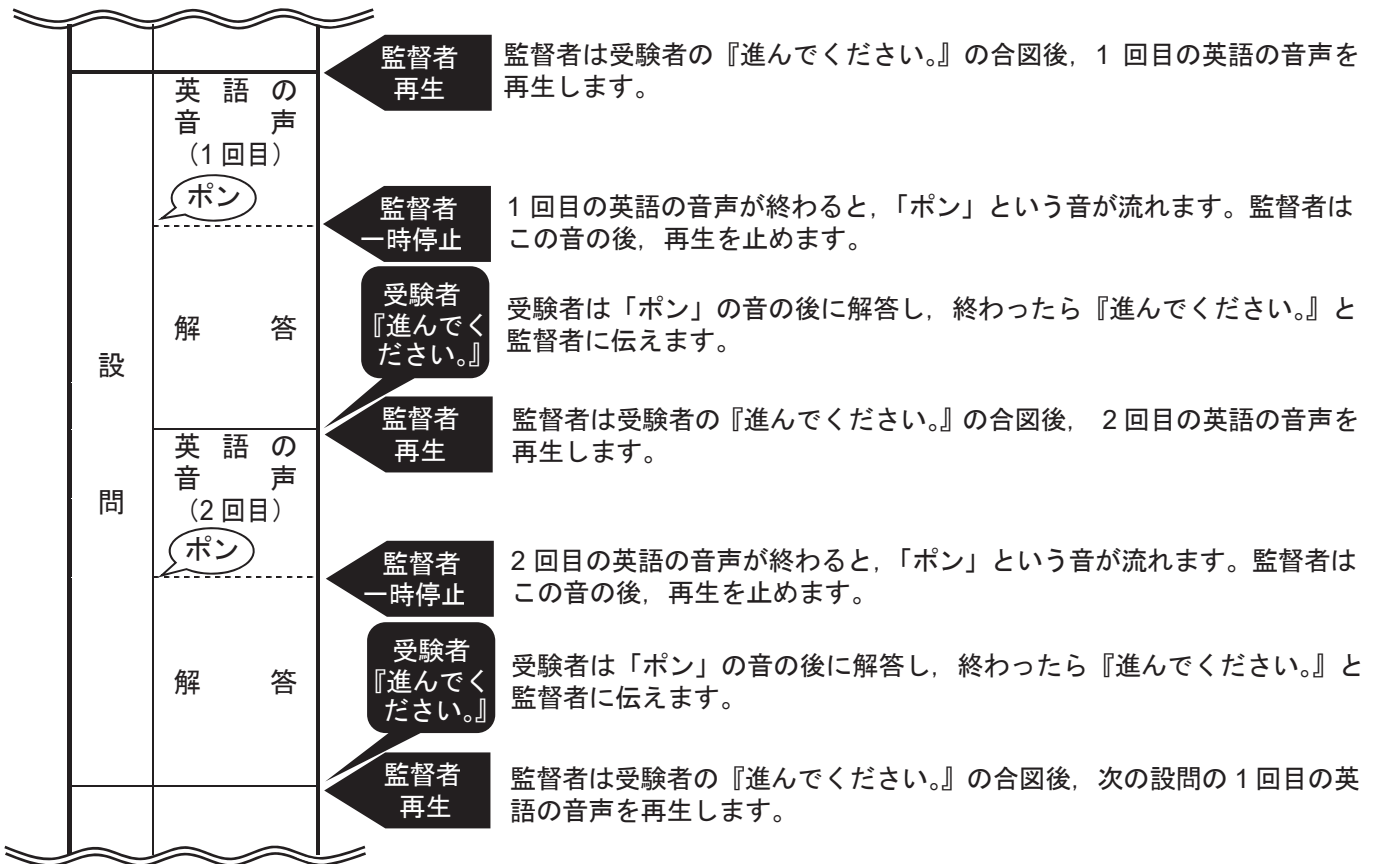 監督者
再生
監督者は受験者の『進んでください。』の合図後，1 回目の英語の音声を
再生します。
英語の
音声
（1 回目）
ポン
監督者
一時停止
1 回目の英語の音声が終わると，「ポン」という音が流れます。監督者は
この音の後，再生を止めます。
解答
受験者
『進んでく
ださい。』
受験者は「ポン」の音の後に解答し，終わったら『進んでください。』と
監督者に伝えます。
設問
監督者
再生
監督者は受験者の『進んでください。』の合図後，2 回目の英語の音声を
再生します。
英語の
音声
（2 回目）
ポン
監督者
一時停止
2 回目の英語の音声が終わると，「ポン」という音が流れます。監督者は
この音の後，再生を止めます。
解答
受験者
『進んでく
ださい。』
受験者は「ポン」の音の後に解答し，終わったら『進んでください。』と
監督者に伝えます。
監督者
再生
監督者は受験者の『進んでください。』の合図後，次の設問の 1 回目の英
語の音声を再生します。